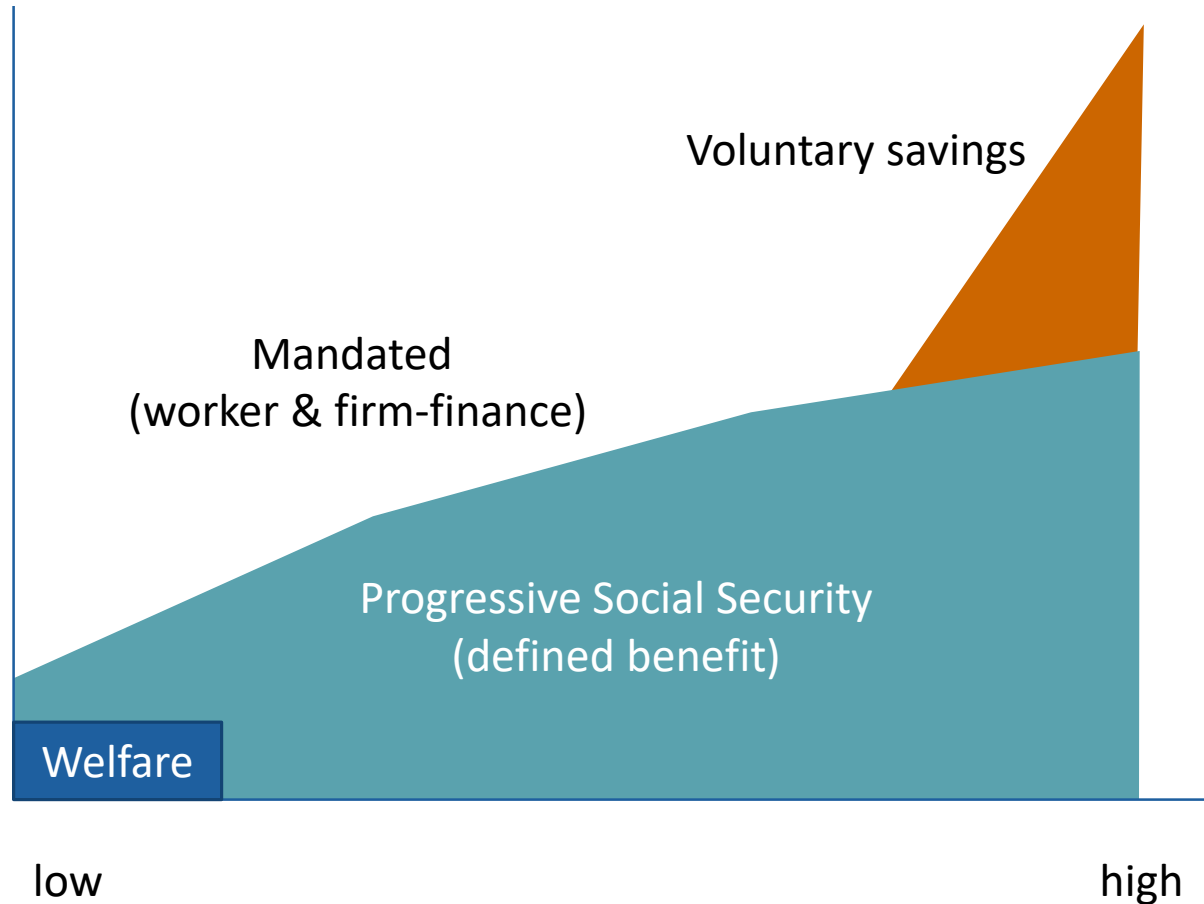 Voluntary savings
Mandated
(worker & firm-finance)
Progressive Social Security
(defined benefit)
Welfare
low
high